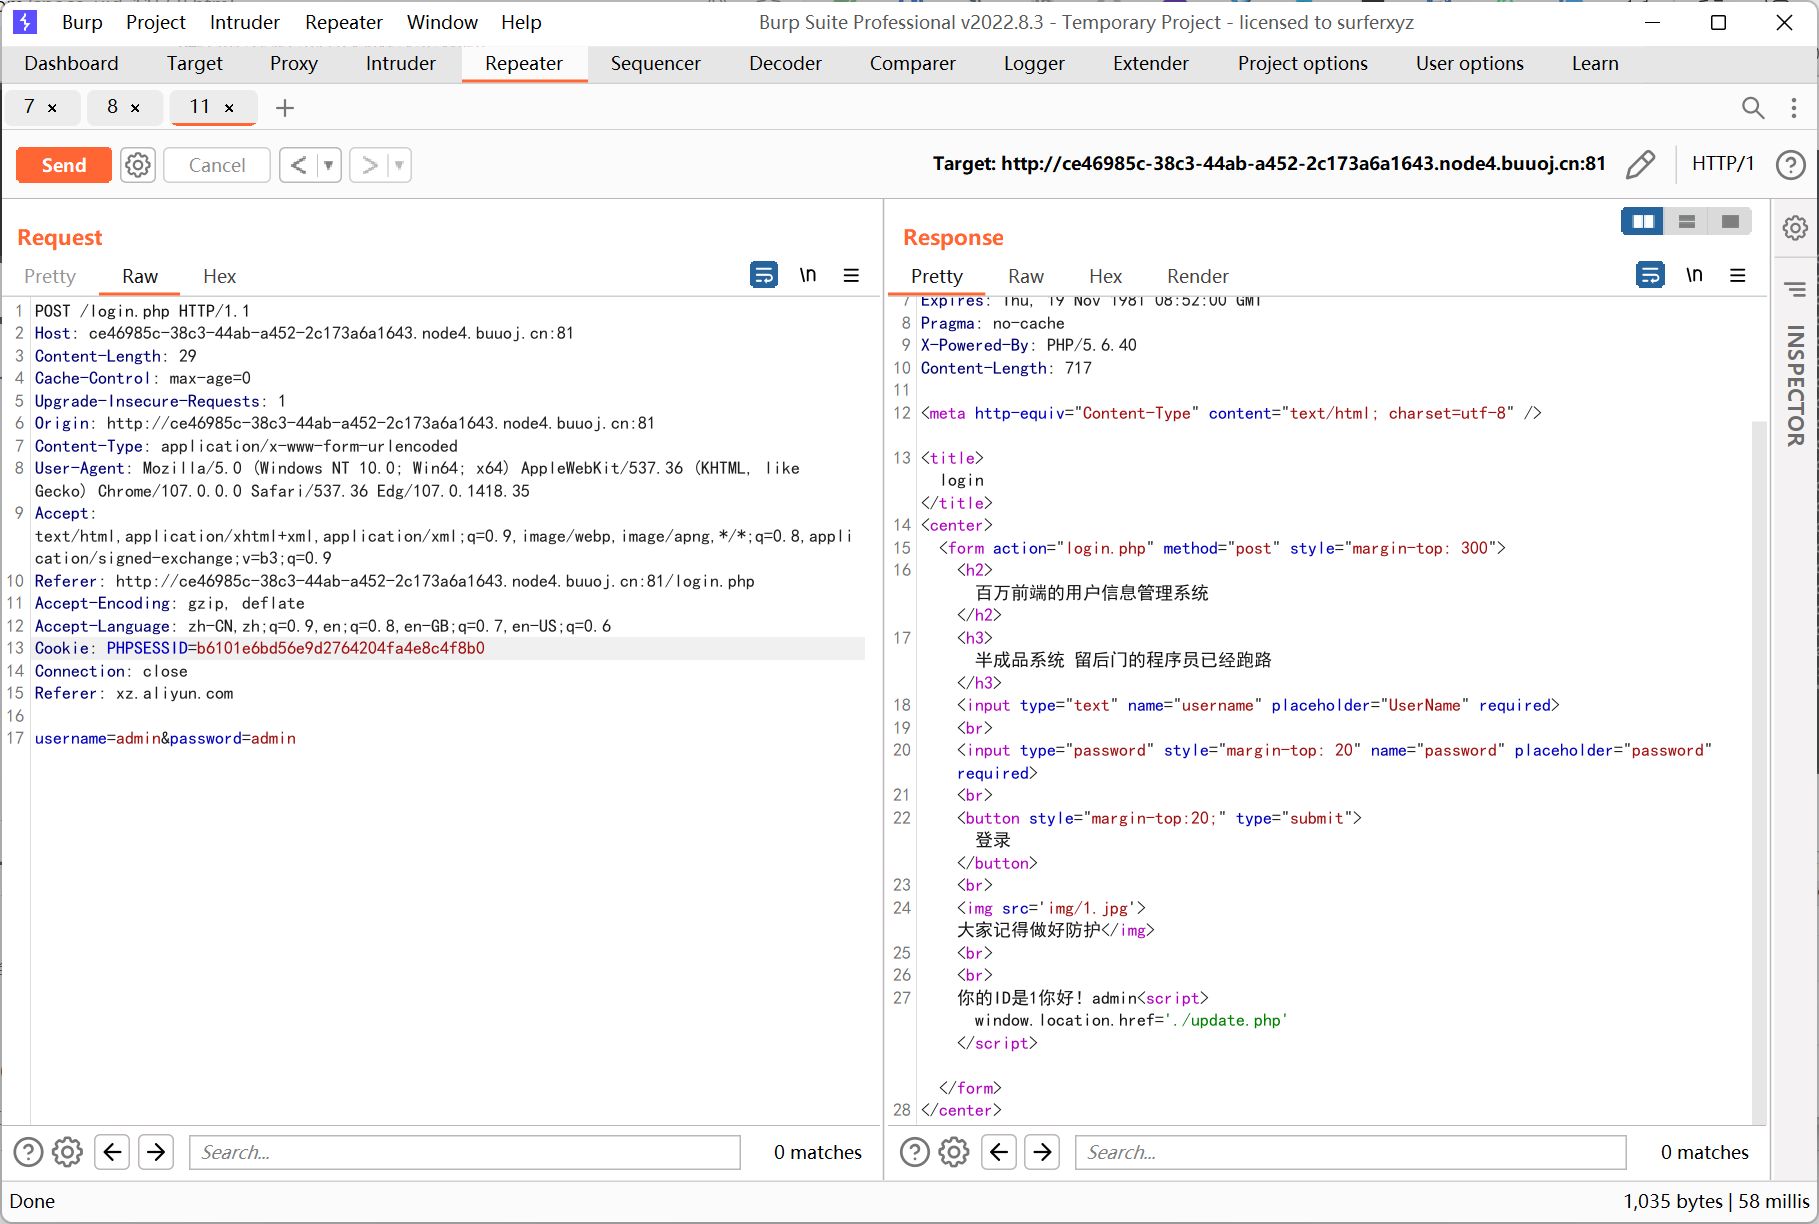 Burp Project Intruder Repeater Window Help
Burp Suite Professional v2022.8.3 - Temporary Project - licensed to surferxyz
Dashboard Target Proxy Intruder Repeater Sequencer Decoder Comparer Logger Extender Project options User options Learn
7 × 8 × 11 × +
Send Cancel < > Target: http://ce46985c-38c3-44ab-a452-2c173a6a1643.node4.buuoj.cn:81 HTTP/1
Request
Pretty Raw Hex \n
1 POST /login.php HTTP/1.1
2 Host: ce46985c-38c3-44ab-a452-2c173a6a1643.node4.buuoj.cn:81
3 Content-Length: 29
4 Cache-Control: max-age=0
5 Upgrade-Insecure-Requests: 1
6 Origin: http://ce46985c-38c3-44ab-a452-2c173a6a1643.node4.buuoj.cn:81
7 Content-Type: application/x-www-form-urlencoded
8 User-Agent: Mozilla/5.0 (Windows NT 10.0; Win64; x64) AppleWebKit/537.36 (KHTML, like
Gecko) Chrome/107.0.0.0 Safari/537.36 Edg/107.0.1418.35
9 Accept:
text/html,application/xhtml+xml,application/xml;q=0.9,image/webp,image/apng,*/*;q=0.8,appli
cation/signed-exchange;v=b3;q=0.9
10 Referer: http://ce46985c-38c3-44ab-a452-2c173a6a1643.node4.buuoj.cn:81/login.php
11 Accept-Encoding: gzip, deflate
12 Accept-Language: zh-CN,zh;q=0.9,en;q=0.8,en-GB;q=0.7,en-US;q=0.6
13 Cookie: PHPSESSID=b6101e6bd56e9d2764204fa4e8c4f8b0
14 Connection: close
15 Referer: xz.aliyun.com
16
17 username=admin&password=admin
Search... 0 matches
Response
Pretty Raw Hex Render \n
7 Expires: Thu, 19 Nov 1981 08:52:00 GMT
8 Pragma: no-cache
9 X-Powered-By: PHP/5.6.40
10 Content-Length: 717
11
12 <meta http-equiv="Content-Type" content="text/html; charset=utf-8" />
13 <title>
login
</title>
14 <center>
15 <form action="login.php" method="post" style="margin-top: 300">
16 <h2>
百万前端的用户信息管理系统
</h2>
17 <h3>
半成品系统 留后门的程序员已经跑路
</h3>
18 <input type="text" name="username" placeholder="UserName" required>
19 <br>
20 <input type="password" style="margin-top: 20" name="password" placeholder="password"
required>
21 <br>
22 <button style="margin-top:20;" type="submit">
登录
</button>
23 <br>
24 <img src='img/1.jpg'>
大家记得做好防护</img>
25 <br>
26 <br>
27 你的ID是1你好！admin<script>
window.location.href='./update.php'
</script>
</form>
28 </center>
Search... 0 matches
INSPECTOR
Done
1,035 bytes | 58 millis